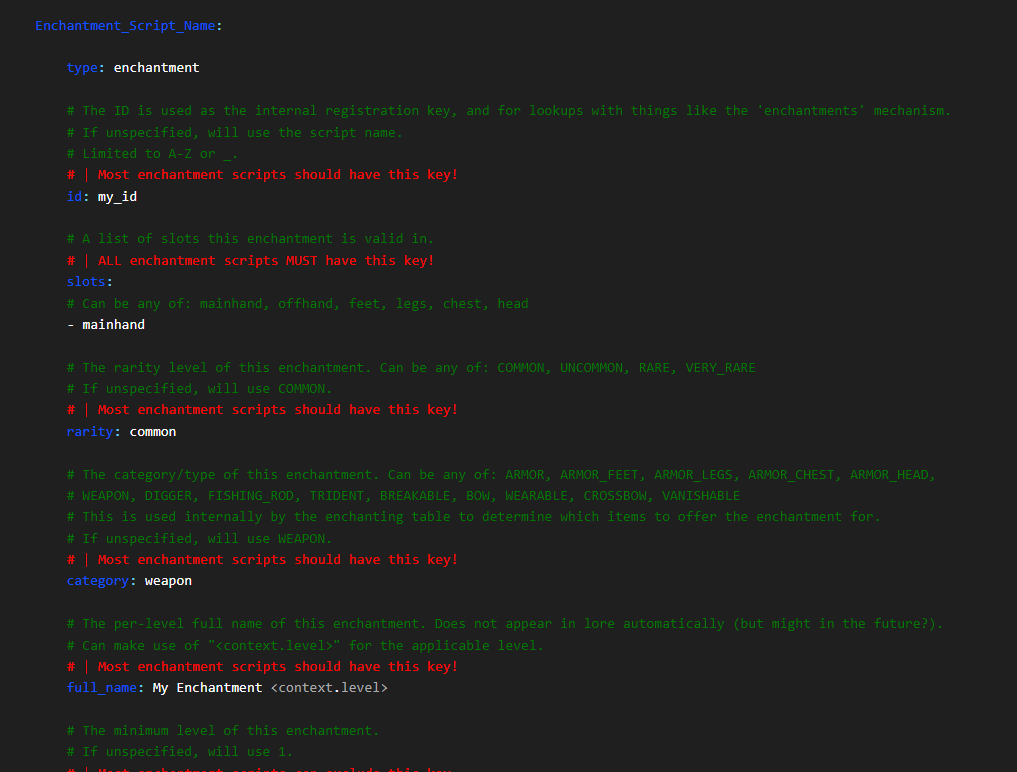 Enchantment_Script_Name:
type: enchantment
# The ID is used as the internal registration key, and for lookups with things like the 'enchantments' mechanism.
# If unspecified, will use the script name.
# Limited to A-Z or _.
# | Most enchantment scripts should have this key!
id: my_id
# A list of slots this enchantment is valid in.
# | ALL enchantment scripts MUST have this key!
slots:
# Can be any of: mainhand, offhand, feet, legs, chest, head
- mainhand
# The rarity level of this enchantment. Can be any of: COMMON, UNCOMMON, RARE, VERY_RARE
# If unspecified, will use COMMON.
# | Most enchantment scripts should have this key!
rarity: common
# The category/type of this enchantment. Can be any of: ARMOR, ARMOR_FEET, ARMOR_LEGS, ARMOR_CHEST, ARMOR_HEAD,
# WEAPON, DIGGER, FISHING_ROD, TRIDENT, BREAKABLE, BOW, WEARABLE, CROSSBOW, VANISHABLE
# This is used internally by the enchanting table to determine which items to offer the enchantment for.
# If unspecified, will use WEAPON.
# | Most enchantment scripts should have this key!
category: weapon
# The per-level full name of this enchantment. Does not appear in lore automatically (but might in the future?).
# Can make use of "<context.level>" for the applicable level.
# | Most enchantment scripts should have this key!
full_name: My Enchantment <context.level>
# The minimum level of this enchantment.
# If unspecified, will use 1.
# | Most enchantment scripts can exclude this key.